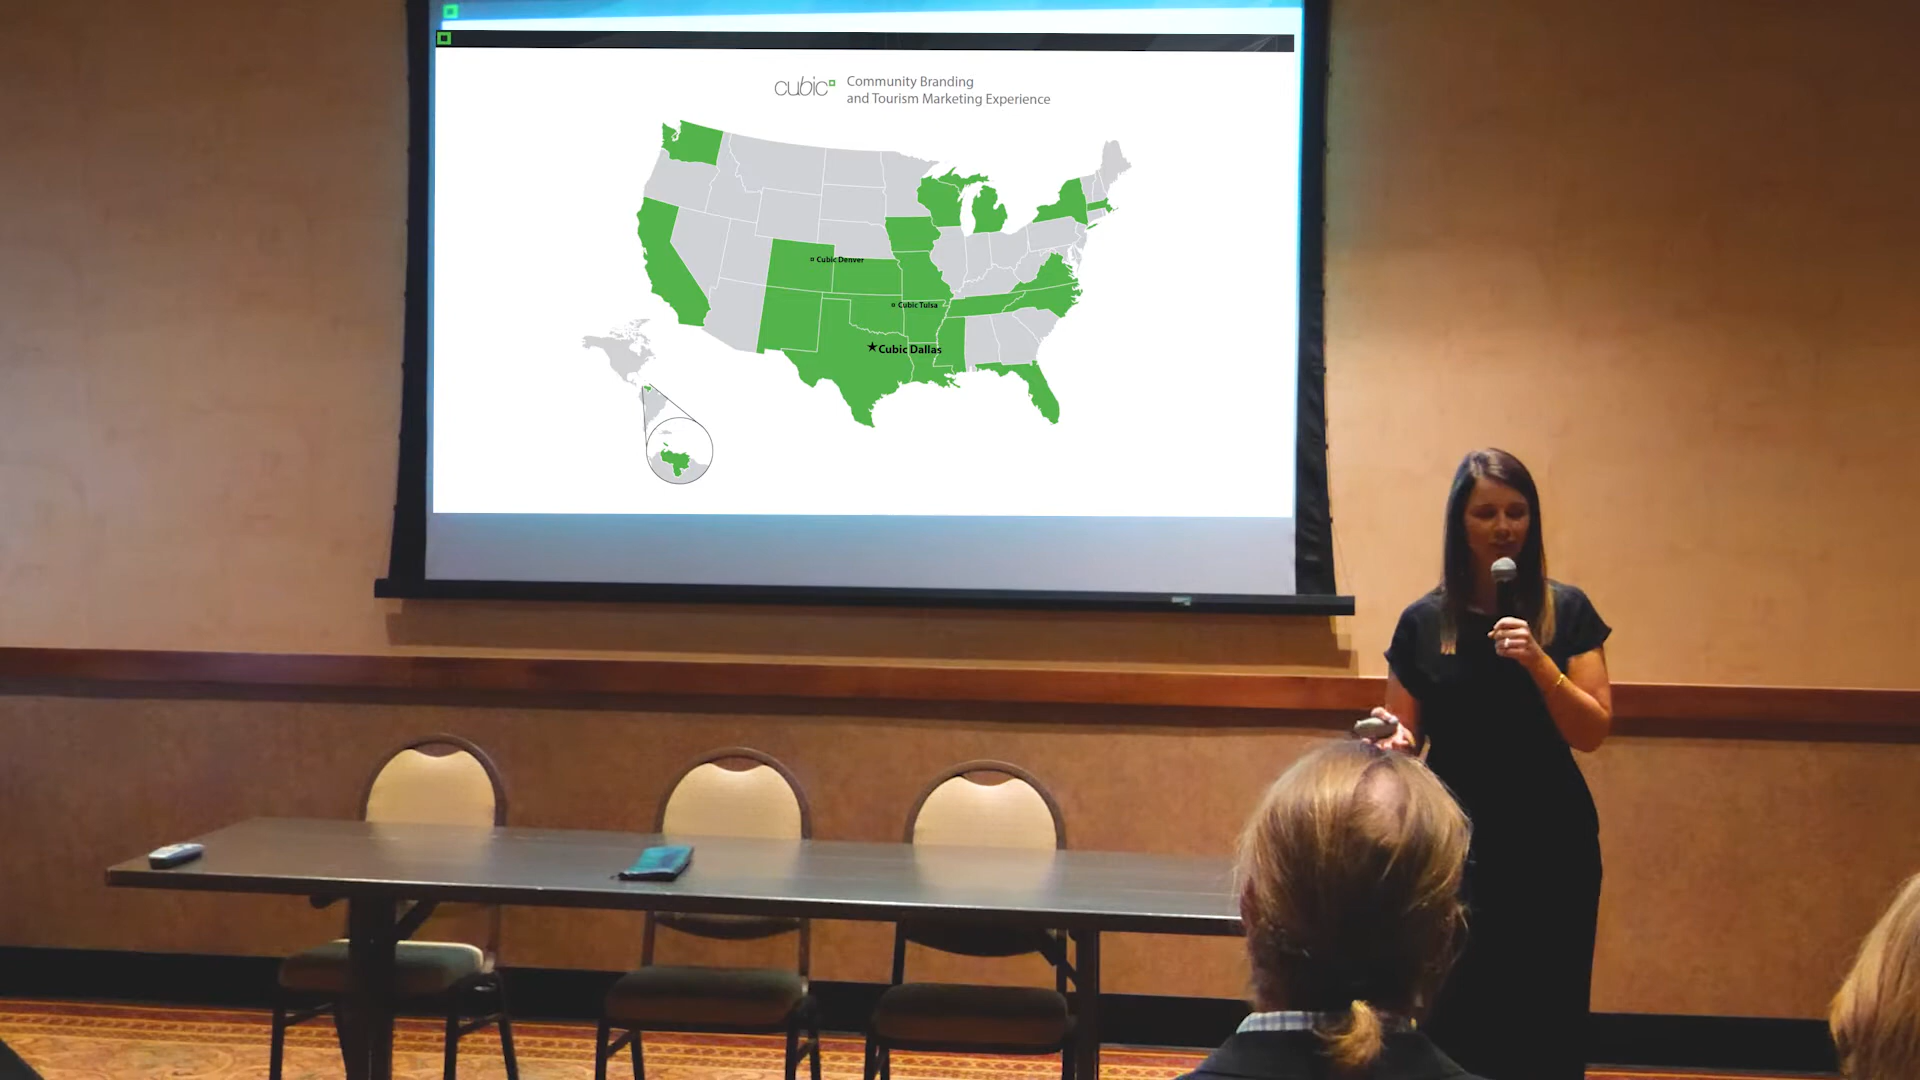 cubic
Community Branding
and Tourism Marketing Experience
Cubic Denver
Cubic Tulsa
Cubic Dallas